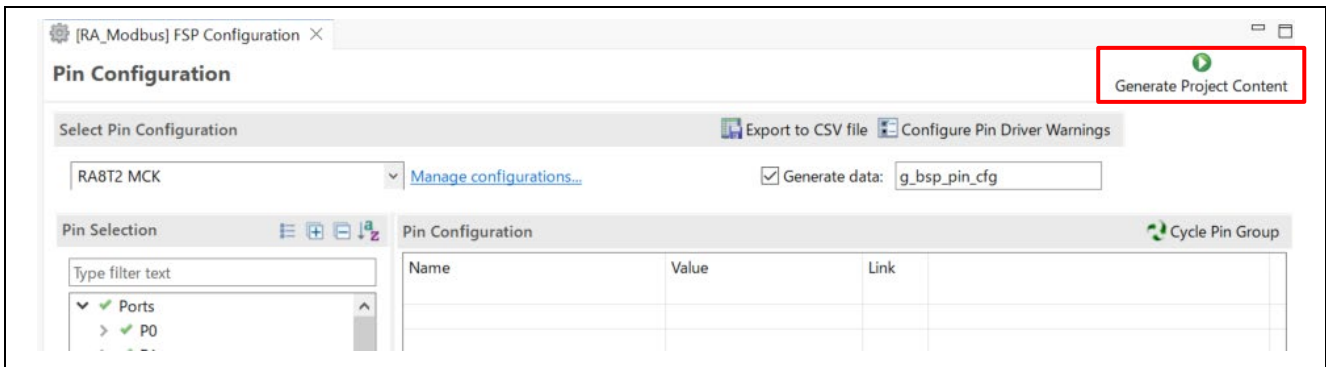 [RA_Modbus] FSP Configuration
Pin Configuration
Generate Project Content
Select Pin Configuration
Export to CSV file
Configure Pin Driver Warnings
RA8T2 MCK
Manage configurations...
Generate data:
g_bsp_pin_cfg
Pin Selection
Pin Configuration
Cycle Pin Group
Type filter text
Name
Value
Link
Ports
P0